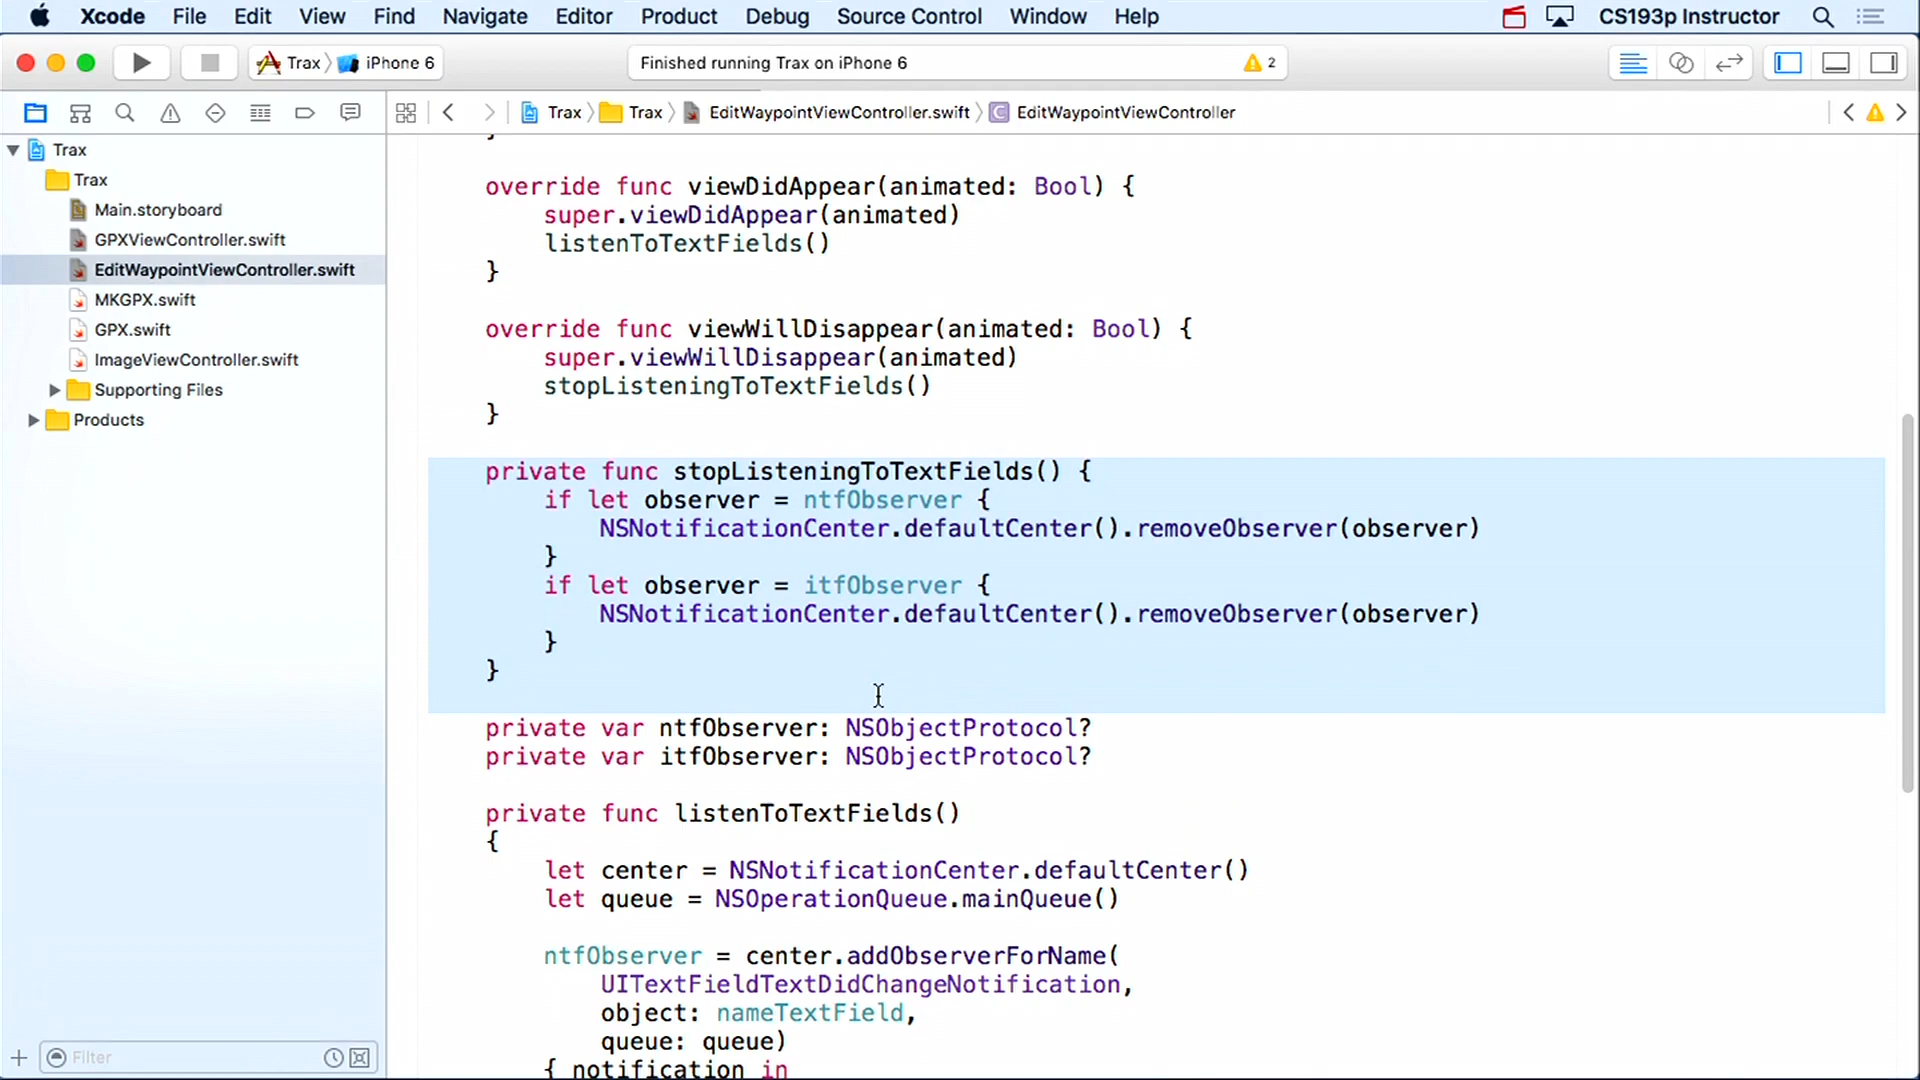 Xcode File Edit View Find Navigate Editor Product Debug Source Control Window Help CS193p Instructor
Trax iPhone 6 Finished running Trax on iPhone 6 2
Trax Trax EditWaypointViewController.swift C EditWaypointViewController
Trax
Trax
Main.storyboard
GPXViewController.swift
EditWaypointViewController.swift
MKGPX.swift
GPX.swift
ImageViewController.swift
Supporting Files
Products
Filter
}
override func viewDidAppear(animated: Bool) {
super.viewDidAppear(animated)
listenToTextFields()
}
override func viewWillDisappear(animated: Bool) {
super.viewWillDisappear(animated)
stopListeningToTextFields()
}
private func stopListeningToTextFields() {
if let observer = ntfObserver {
NSNotificationCenter.defaultCenter().removeObserver(observer)
}
if let observer = itfObserver {
NSNotificationCenter.defaultCenter().removeObserver(observer)
}
}
private var ntfObserver: NSObjectProtocol?
private var itfObserver: NSObjectProtocol?
private func listenToTextFields()
{
let center = NSNotificationCenter.defaultCenter()
let queue = NSOperationQueue.mainQueue()
ntfObserver = center.addObserverForName(
UITextFieldTextDidChangeNotification,
object: nameTextField,
queue: queue)
{ notification in